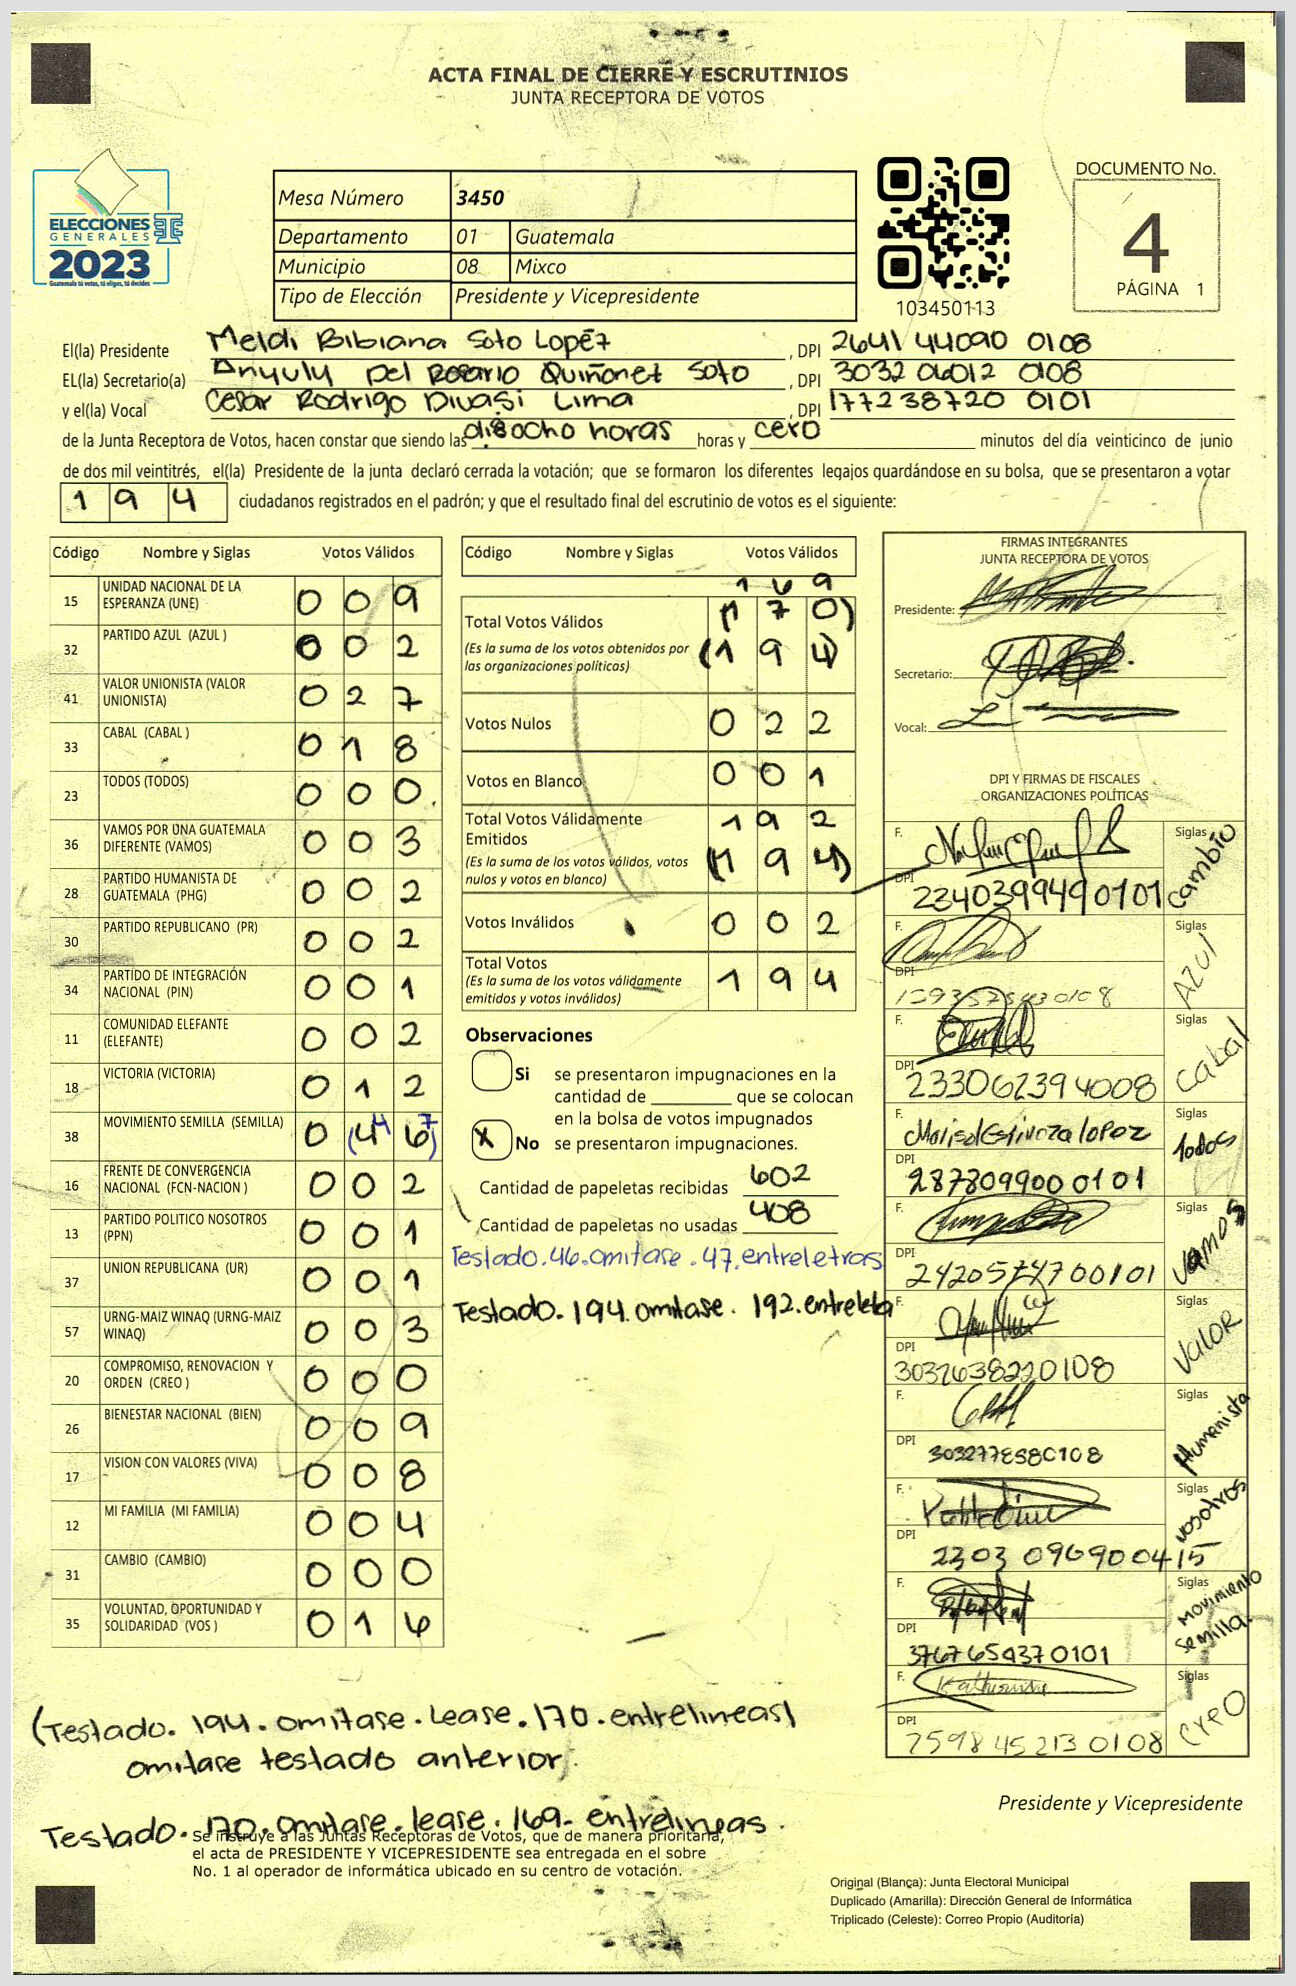 ACTA FINAL DE CIERRE Y ESCRUTINIOS
JUNTA RECEPTORA DE VOTOS
ELECCIONES
GENERALES
2023
Guatemala tú votas, tú eliges, tú decides
Mesa Número 3450
Departamento 01 Guatemala
Municipio 08 Mixco
Tipo de Elección Presidente y Vicepresidente
103450113
DOCUMENTO No.
4
PÁGINA 1
El(la) Presidente Meldi Bibiana Soto Lopéz, DPI 2641 44090 0108
EL(la) Secretario(a) Anyuly Del Rosario Quiñonet Soto, DPI 3032 06012 0108
y el(la) Vocal Cesar Rodrigo Divasi Lima, DPI 177238720 0101
de la Junta Receptora de Votos, hacen constar que siendo las diẽocho horas horas y cero minutos del día veinticinco de junio
de dos mil veintitrés, el(la) Presidente de la junta declaró cerrada la votación; que se formaron los diferentes legajos quardándose en su bolsa, que se presentaron a votar
1 9 4 ciudadanos registrados en el padrón; y que el resultado final del escrutinio de votos es el siguiente:
Código Nombre y Siglas Votos Válidos
15 UNIDAD NACIONAL DE LA ESPERANZA (UNE) 0 0 9
32 PARTIDO AZUL (AZUL ) 0 0 2
41 VALOR UNIONISTA (VALOR UNIONISTA) 0 2 7
33 CABAL (CABAL ) 0 1 8
23 TODOS (TODOS) 0 0 0.
36 VAMOS POR UNA GUATEMALA DIFERENTE (VAMOS) 0 0 3
28 PARTIDO HUMANISTA DE GUATEMALA (PHG) 0 0 2
30 PARTIDO REPUBLICANO (PR) 0 0 2
34 PARTIDO DE INTEGRACIÓN NACIONAL (PIN) 0 0 1
11 COMUNIDAD ELEFANTE (ELEFANTE) 0 0 2
18 VICTORIA (VICTORIA) 0 1 2
38 MOVIMIENTO SEMILLA (SEMILLA) 0 (4 6) 4 7
16 FRENTE DE CONVERGENCIA NACIONAL (FCN-NACION ) 0 0 2
13 PARTIDO POLITICO NOSOTROS (PPN) 0 0 1
37 UNION REPUBLICANA (UR) 0 0 1
57 URNG-MAIZ WINAQ (URNG-MAIZ WINAQ) 0 0 3
20 COMPROMISO, RENOVACION Y ORDEN (CREO ) 0 0 0
26 BIENESTAR NACIONAL (BIEN) 0 0 9
17 VISION CON VALORES (VIVA) 0 0 8
12 MI FAMILIA (MI FAMILIA) 0 0 4
31 CAMBIO (CAMBIO) 0 0 0
35 VOLUNTAD, OPORTUNIDAD Y SOLIDARIDAD (VOS ) 0 1 6
Código Nombre y Siglas Votos Válidos
1 6 9
Total Votos Válidos (1 7 0)
(Es la suma de los votos obtenidos por las organizaciones políticas) (1 9 4)
Votos Nulos 0 2 2
Votos en Blanco 0 0 1
Total Votos Válidamente Emitidos 1 9 2
(Es la suma de los votos válidos, votos nulos y votos en blanco) (1 9 4)
Votos Inválidos 0 0 2
Total Votos 1 9 4
(Es la suma de los votos válidamente emitidos y votos inválidos)
Observaciones
Si se presentaron impugnaciones en la
cantidad de ________ que se colocan
en la bolsa de votos impugnados
X No se presentaron impugnaciones.
Cantidad de papeletas recibidas 602
Cantidad de papeletas no usadas 408
Testado.46.omitase.47.entreletras
Testado.194.omitase.192.entreleta
FIRMAS INTEGRANTES
JUNTA RECEPTORA DE VOTOS
Presidente:
Secretario:
Vocal:
DPI Y FIRMAS DE FISCALES
ORGANIZACIONES POLÍTICAS
F. Siglas cambio
DPI 2340399490101
F. Siglas AZUl
DPI
F. Siglas Cabal
DPI 233062394008
F. Marisol Espinoza lopez Siglas Todos
DPI 287809900 0101
F. Siglas Vamos
DPI 2420574700101
F. Siglas Valor
DPI 3032638220108
F. Siglas Humanista
DPI 3032778580108
F. Siglas Nosotros
DPI 2303 096900415
F. Siglas Movimiento Semilla.
DPI 3767654370101
F. Katherinne Siglas Creo
DPI 7598 45213 0108
(Testado.194.omitase.Lease.170.entrelineas)
omitase testado anterior.
Testado.170.omitase.lease.169.entrelineas.
Se instruye a las Juntas Receptoras de Votos, que de manera prioritaria,
el acta de PRESIDENTE Y VICEPRESIDENTE sea entregada en el sobre
No. 1 al operador de informática ubicado en su centro de votación.
Presidente y Vicepresidente
Original (Blanca): Junta Electoral Municipal
Duplicado (Amarilla): Dirección General de Informática
Triplicado (Celeste): Correo Propio (Auditoría)